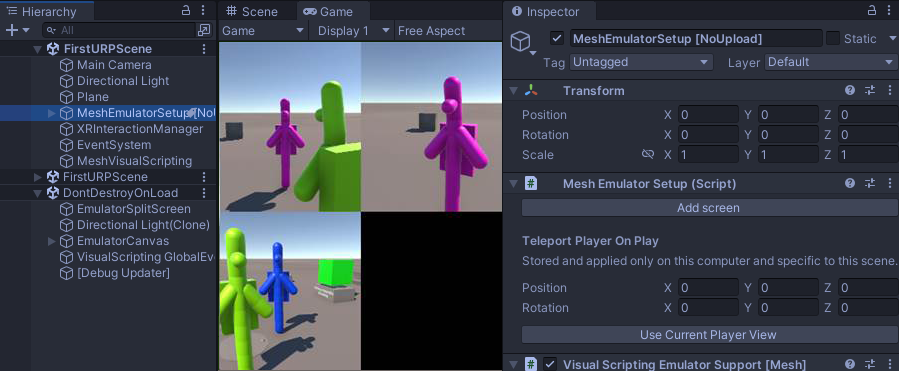 Hierarchy
All
FirstURPScene
Main Camera
Directional Light
Plane
MeshEmulatorSetup [NoU
XRInteractionManager
EventSystem
MeshVisualScripting
FirstURPScene
DontDestroyOnLoad
EmulatorSplitScreen
Directional Light(Clone)
EmulatorCanvas
VisualScripting GlobalEve
[Debug Updater]
Scene
Game
Game
Display 1
Free Aspect
Inspector
MeshEmulatorSetup [NoUpload]
Static
Tag Untagged
Layer Default
Transform
Position X 0 Y 0 Z 0
Rotation X 0 Y 0 Z 0
Scale X 1 Y 1 Z 1
Mesh Emulator Setup (Script)
Add screen
Teleport Player On Play
Stored and applied only on this computer and specific to this scene.
Position X 0 Y 0 Z 0
Rotation X 0 Y 0 Z 0
Use Current Player View
Visual Scripting Emulator Support [Mesh]